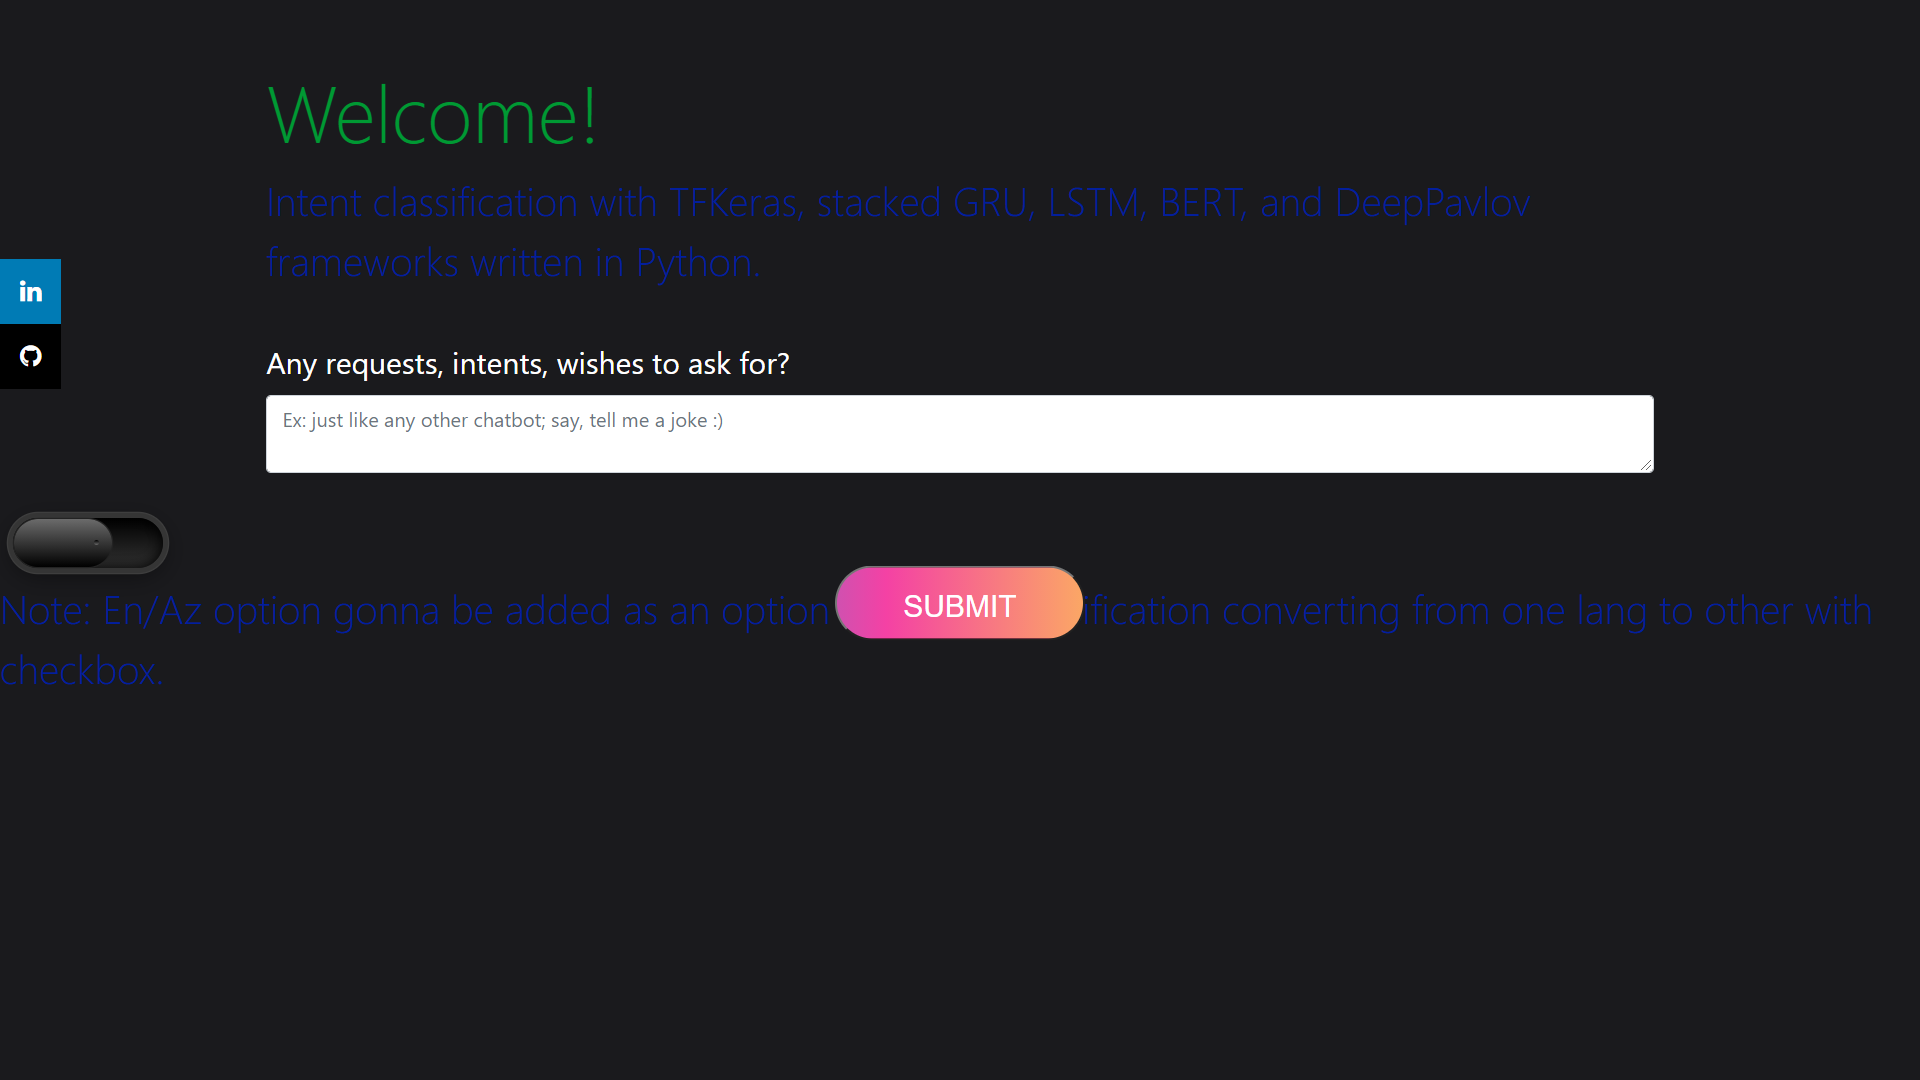 Welcome!
Intent classification with TFKeras, stacked GRU, LSTM, BERT, and DeepPavlov
frameworks written in Python.
in
Any requests, intents, wishes to ask for?
Ex: just like any other chatbot; say, tell me a joke :)
SUBMIT
Note: En/Az option gonna be added as an option ification converting from one lang to other with
checkbox.